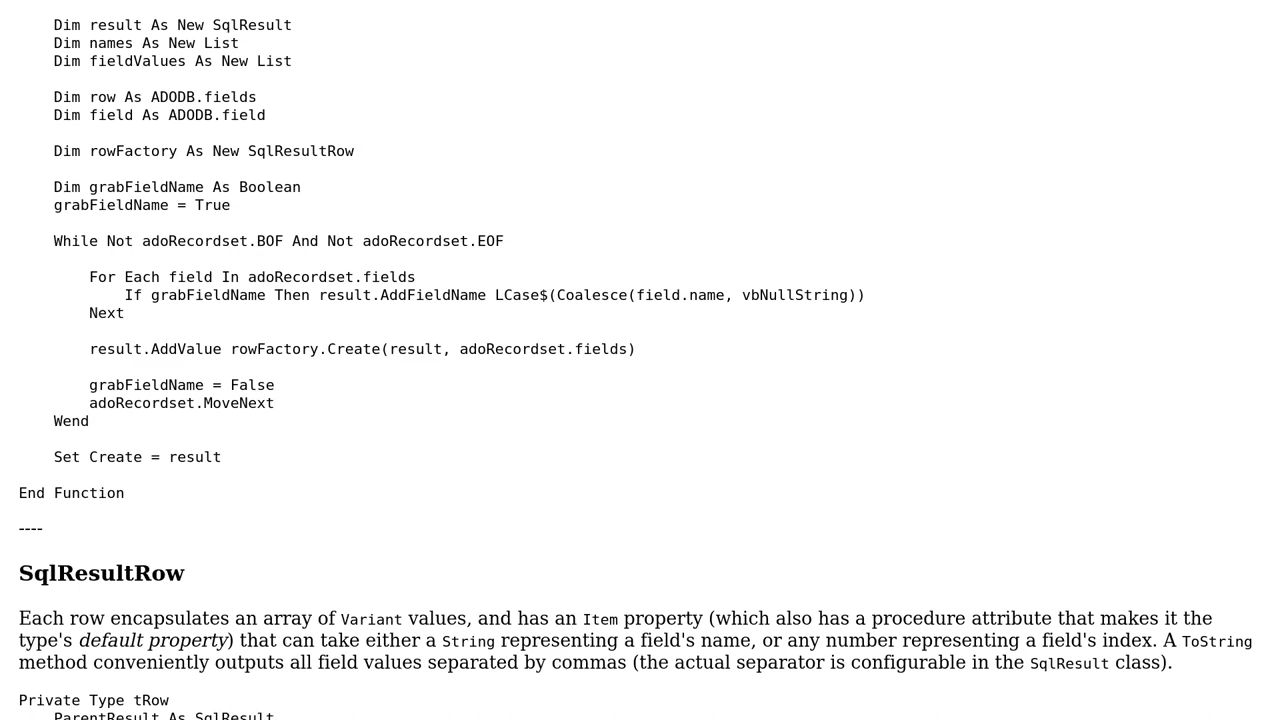 Dim result As New SqlResult
Dim names As New List
Dim fieldValues As New List
Dim row As ADODB.fields
Dim field As ADODB.field
Dim rowFactory As New SqlResultRow
Dim grabFieldName As Boolean
grabFieldName = True
While Not adoRecordset.BOF And Not adoRecordset.EOF
For Each field In adoRecordset.fields
If grabFieldName Then result.AddFieldName LCase$(Coalesce(field.name, vbNullString))
Next
result.AddValue rowFactory.Create(result, adoRecordset.fields)
grabFieldName = False
adoRecordset.MoveNext
Wend
Set Create = result
End Function
----
SqlResultRow
Each row encapsulates an array of Variant values, and has an Item property (which also has a procedure attribute that makes it the
type's default property) that can take either a String representing a field's name, or any number representing a field's index. A ToString
method conveniently outputs all field values separated by commas (the actual separator is configurable in the SqlResult class).
Private Type tRow
ParentResult As SqlResult